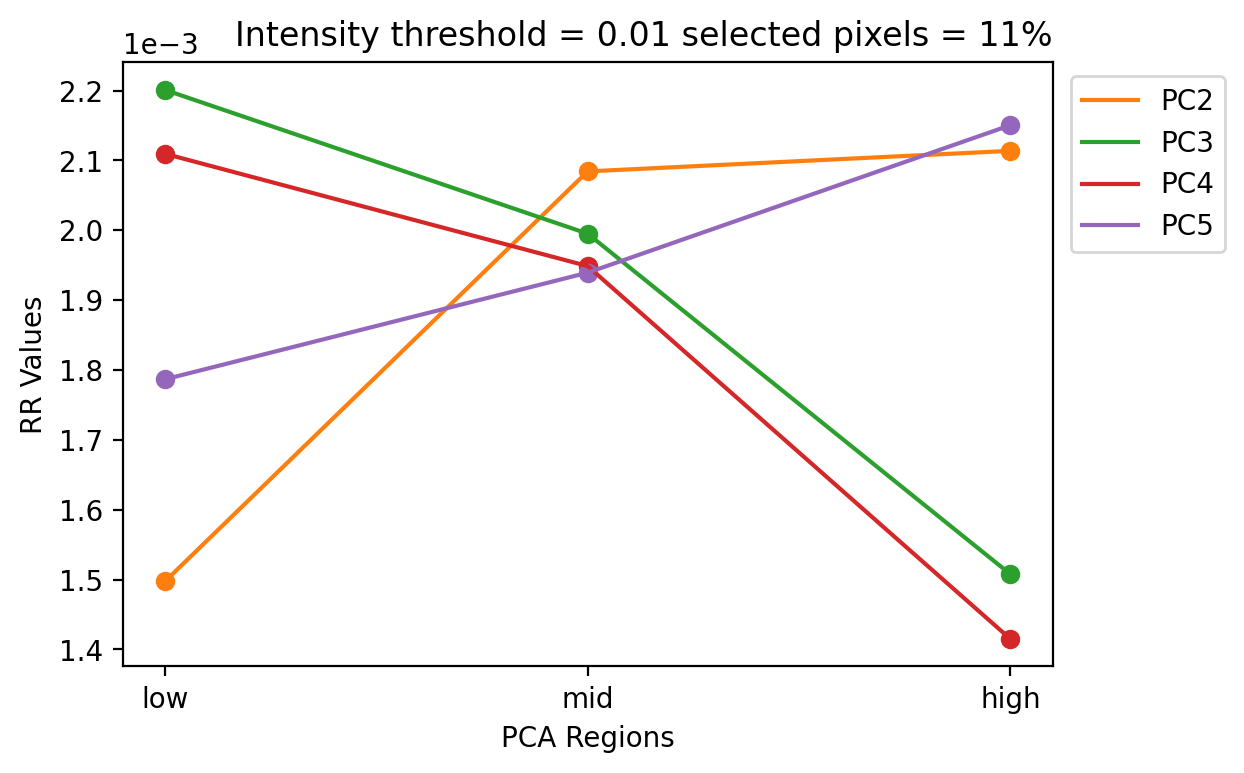 Intensity threshold = 0.01 selected pixels = 11%
1e−3
2.2
2.1
2.0
1.9
1.8
1.7
1.6
1.5
1.4
RR Values
low
mid
high
PCA Regions
PC2
PC3
PC4
PC5